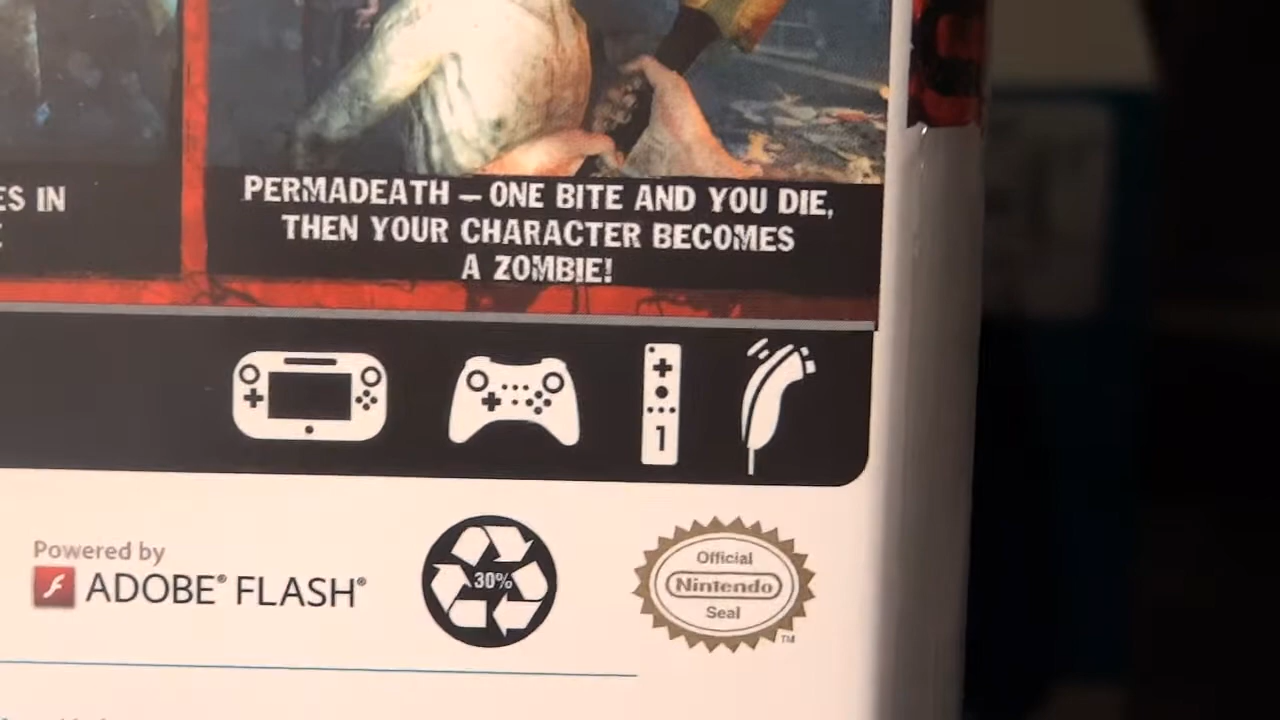 ES IN
PERMADEATH – ONE BITE AND YOU DIE,
THEN YOUR CHARACTER BECOMES
A ZOMBIE!
1
Powered by
ADOBE® FLASH®
30%
Official
Nintendo
Seal
TM